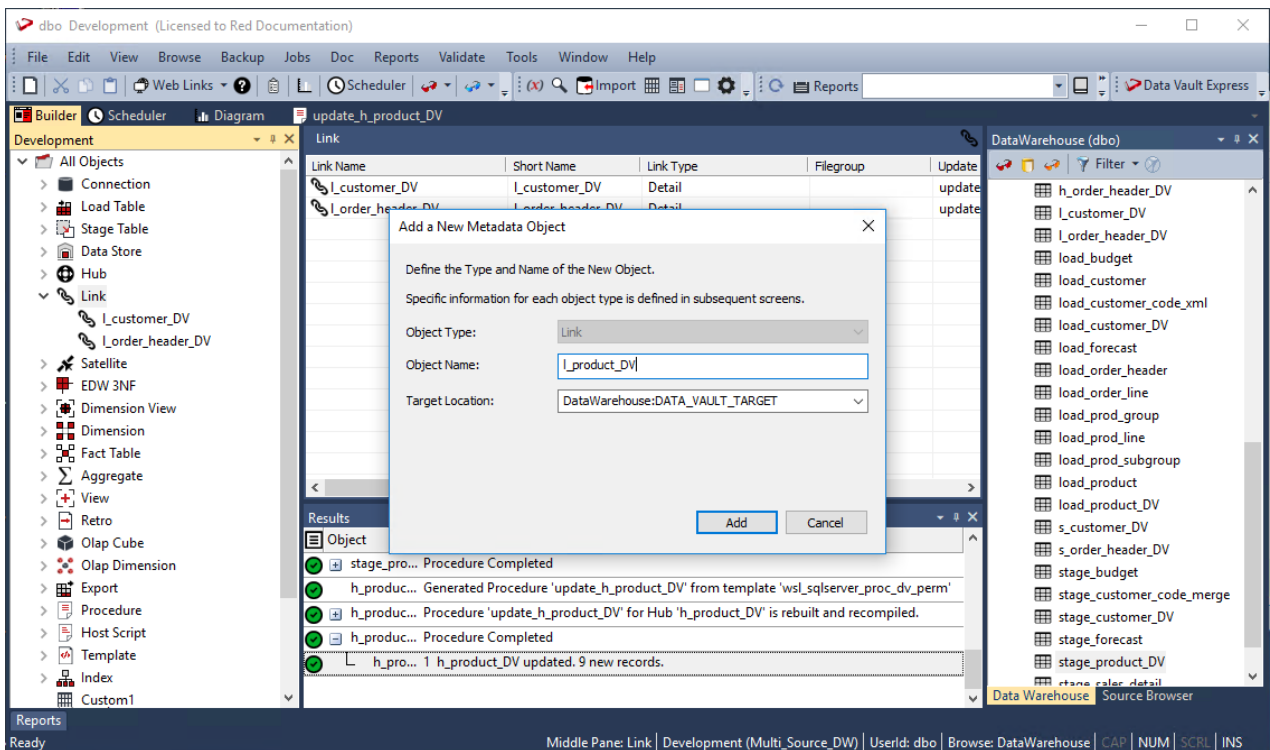 dbo Development (Licensed to Red Documentation)
File Edit View Browse Backup Jobs Doc Reports Validate Tools Window Help
Web Links Scheduler (x) Import Reports Data Vault Express
Builder Scheduler Diagram update_h_product_DV
Development
All Objects
Connection
Load Table
Stage Table
Data Store
Hub
Link
l_customer_DV
l_order_header_DV
Satellite
EDW 3NF
Dimension View
Dimension
Fact Table
Aggregate
View
Retro
Olap Cube
Olap Dimension
Export
Procedure
Host Script
Template
Index
Custom1
Link
Link Name Short Name Link Type Filegroup Update
l_customer_DV l_customer_DV Detail update
l_order_header_DV l_order_header_DV Detail update
Add a New Metadata Object
Define the Type and Name of the New Object.
Specific information for each object type is defined in subsequent screens.
Object Type: Link
Object Name: l_product_DV
Target Location: DataWarehouse:DATA_VAULT_TARGET
Add Cancel
Results
Object
stage_pro... Procedure Completed
h_produc... Generated Procedure 'update_h_product_DV' from template 'wsl_sqlserver_proc_dv_perm'
h_produc... Procedure 'update_h_product_DV' for Hub 'h_product_DV' is rebuilt and recompiled.
h_produc... Procedure Completed
h_pro... 1 h_product_DV updated. 9 new records.
DataWarehouse (dbo)
Filter
h_order_header_DV
l_customer_DV
l_order_header_DV
load_budget
load_customer
load_customer_code_xml
load_customer_DV
load_forecast
load_order_header
load_order_line
load_prod_group
load_prod_line
load_prod_subgroup
load_product
load_product_DV
s_customer_DV
s_order_header_DV
stage_budget
stage_customer_code_merge
stage_customer_DV
stage_forecast
stage_product_DV
stage_sales_detail
Data Warehouse Source Browser
Reports
Ready Middle Pane: Link Development (Multi_Source_DW) UserId: dbo Browse: DataWarehouse CAP NUM SCRL INS